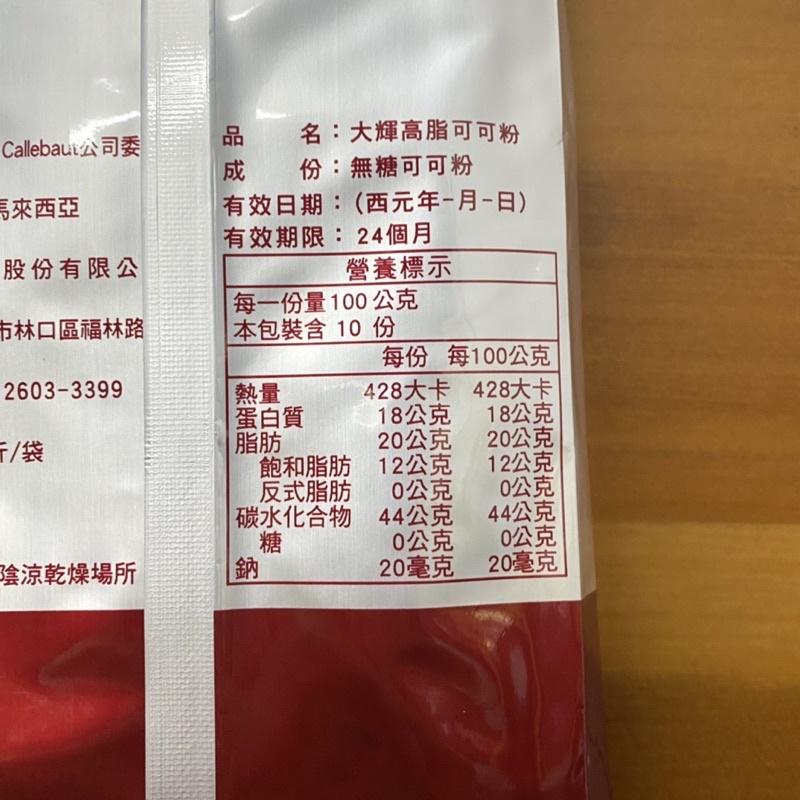 Callebaut公司委
馬來西亞
股份有限公
市林口區福林路
2603-3399
斤/袋
陰涼乾燥場所
品　　名：大輝高脂可可粉
成　　份：無糖可可粉
有效日期：(西元年-月-日)
有效期限：24個月
營養標示
每一份量100公克
本包裝含 10 份
每份 每100公克
熱量 428大卡 428大卡
蛋白質 18公克 18公克
脂肪 20公克 20公克
飽和脂肪 12公克 12公克
反式脂肪 0公克 0公克
碳水化合物 44公克 44公克
糖 0公克 0公克
鈉 20毫克 20毫克